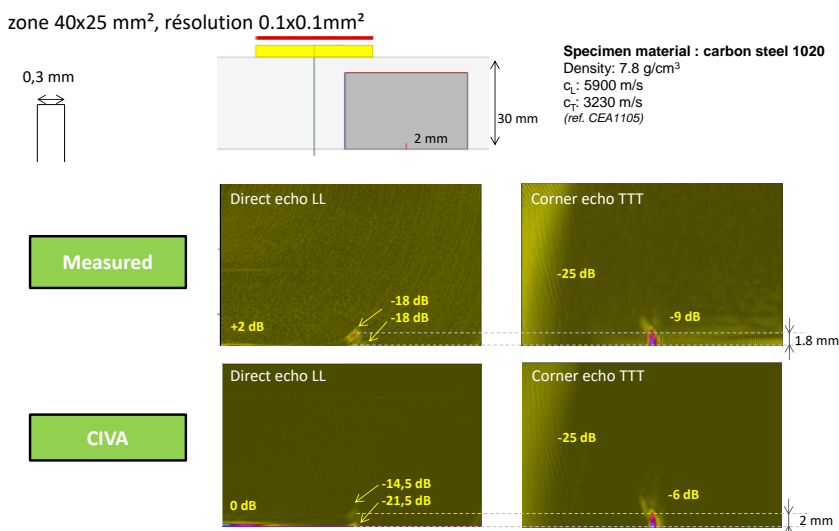 zone 40x25 mm², résolution 0.1x0.1mm²
0,3 mm
30 mm
2 mm
Specimen material : carbon steel 1020
Density: 7.8 g/cm³
cL: 5900 m/s
cT: 3230 m/s
(ref. CEA1105)
Measured
Direct echo LL
+2 dB
-18 dB
-18 dB
Corner echo TTT
-25 dB
-9 dB
1.8 mm
CIVA
Direct echo LL
0 dB
-14,5 dB
-21,5 dB
Corner echo TTT
-25 dB
-6 dB
2 mm